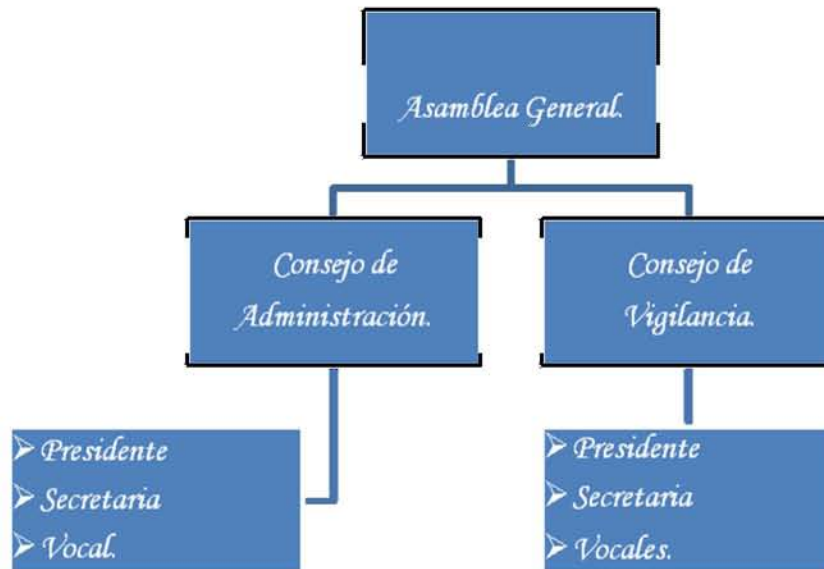 Asamblea General.
Consejo de
Administración.
Consejo de
Vigilancia.
➢ Presidente
➢ Secretaria
➢ Vocal.
➢ Presidente
➢ Secretaria
➢ Vocales.